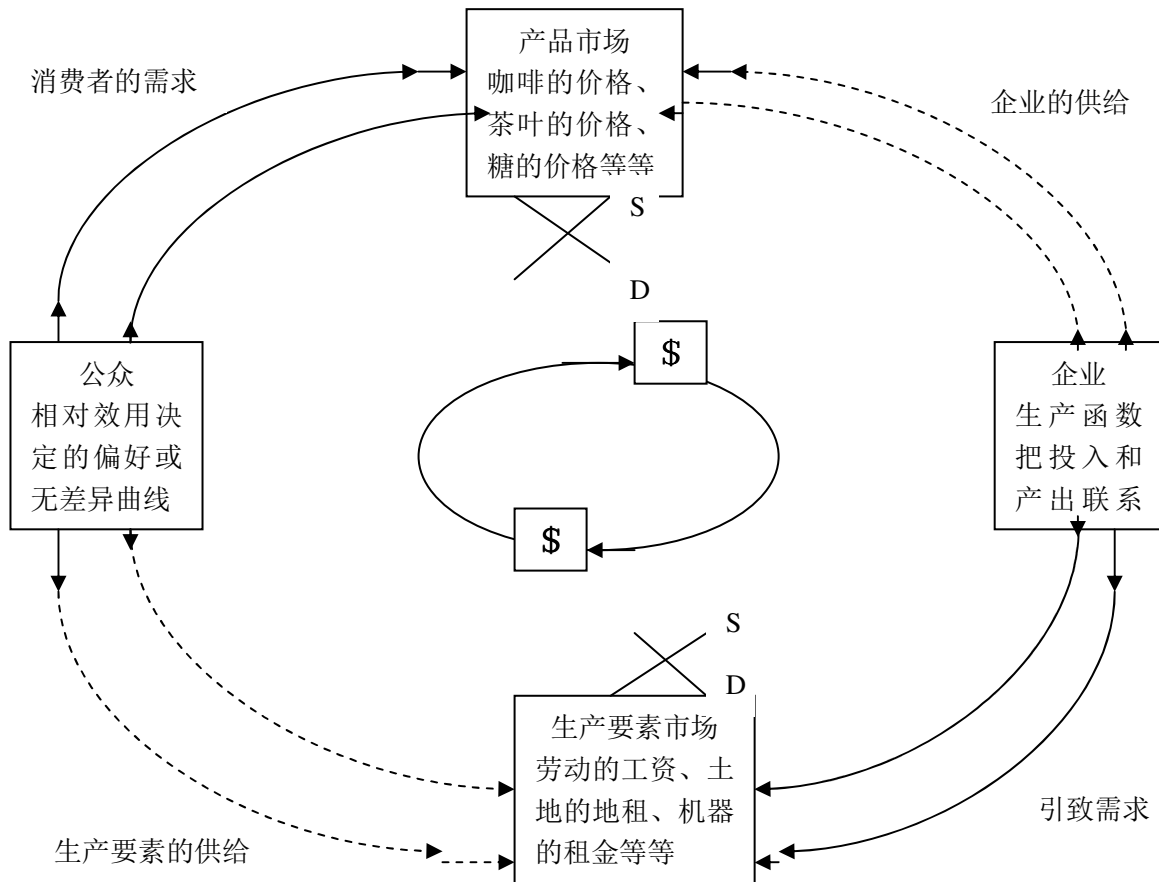 产品市场
咖啡的价格、
茶叶的价格、
糖的价格等等
消费者的需求
企业的供给
S
D
$
公众
相对效用决
定的偏好或
无差异曲线
企业
生产函数
把投入和
产出联系
$
S
D
生产要素市场
劳动的工资、土
地的地租、机器
的租金等等
引致需求
生产要素的供给